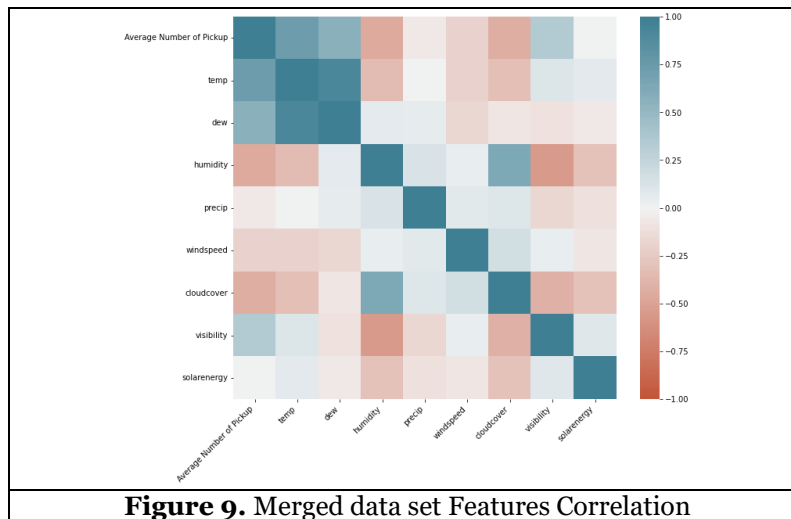 Average Number of Pickup
temp
dew
humidity
precip
windspeed
cloudcover
visibility
solarenergy
Average Number of Pickup
temp
dew
humidity
precip
windspeed
cloudcover
visibility
solarenergy
1.00
0.75
0.50
0.25
0.00
−0.25
−0.50
−0.75
−1.00
Figure 9. Merged data set Features Correlation